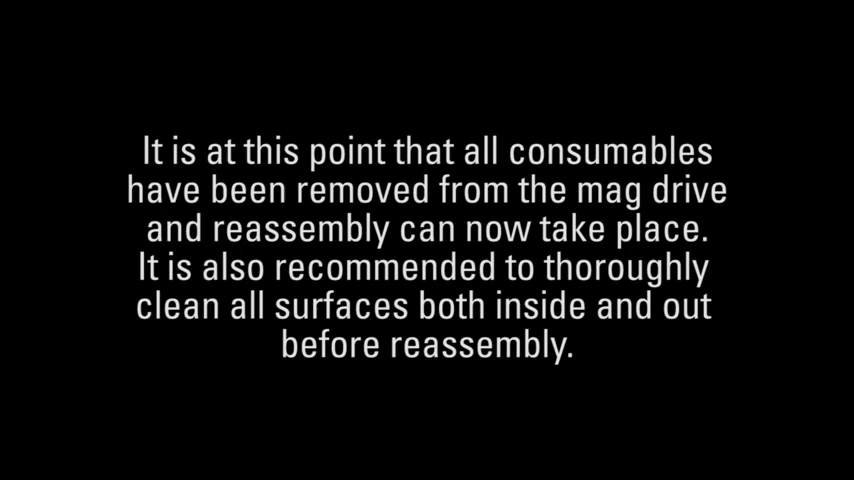 It is at this point that all consumables
have been removed from the mag drive
and reassembly can now take place.
It is also recommended to thoroughly
clean all surfaces both inside and out
before reassembly.